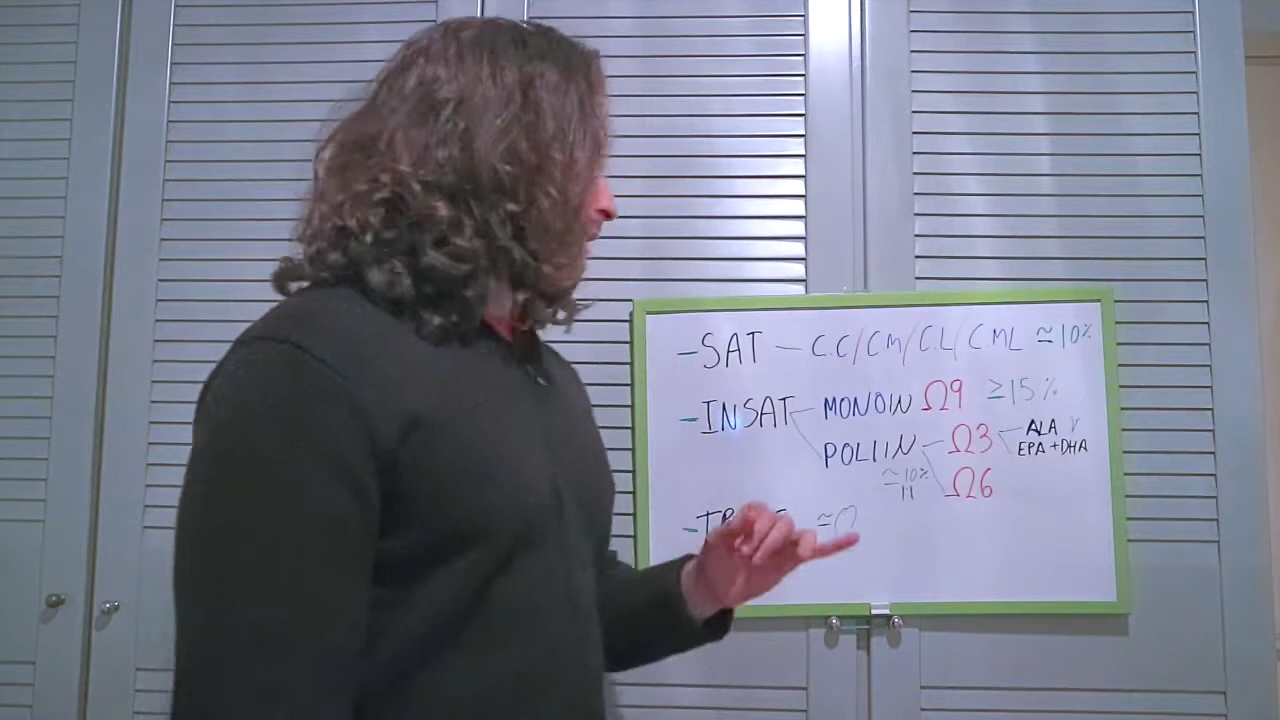 - SAT - C.C/CM/C.L/CML ≃10%
- INSAT MONOIN Ω9 ≥15%
POLIIN - Ω3 - ALA
EPA+DHA
≃10% Ω6
≃0